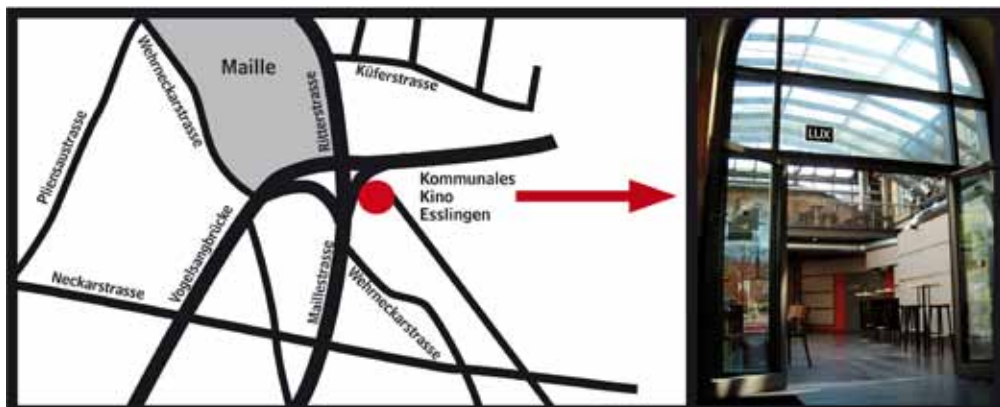 Maille
Wehrneckarstrasse
Ritterstrasse
Küferstrasse
Pliensaustrasse
Kommunales
Kino
Esslingen
Vogelsangbrücke
Neckarstrasse
Maillestrasse
Wehrneckarstrasse
LUX